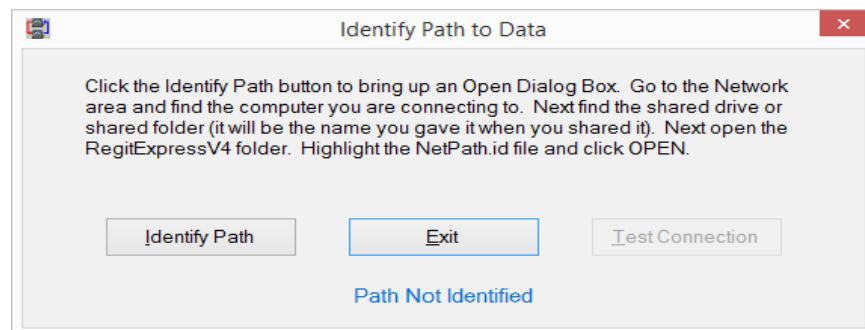 Identify Path to Data
Click the Identify Path button to bring up an Open Dialog Box. Go to the Network
area and find the computer you are connecting to. Next find the shared drive or
shared folder (it will be the name you gave it when you shared it). Next open the
RegitExpressV4 folder. Highlight the NetPath.id file and click OPEN.
Identify Path
Exit
Test Connection
Path Not Identified